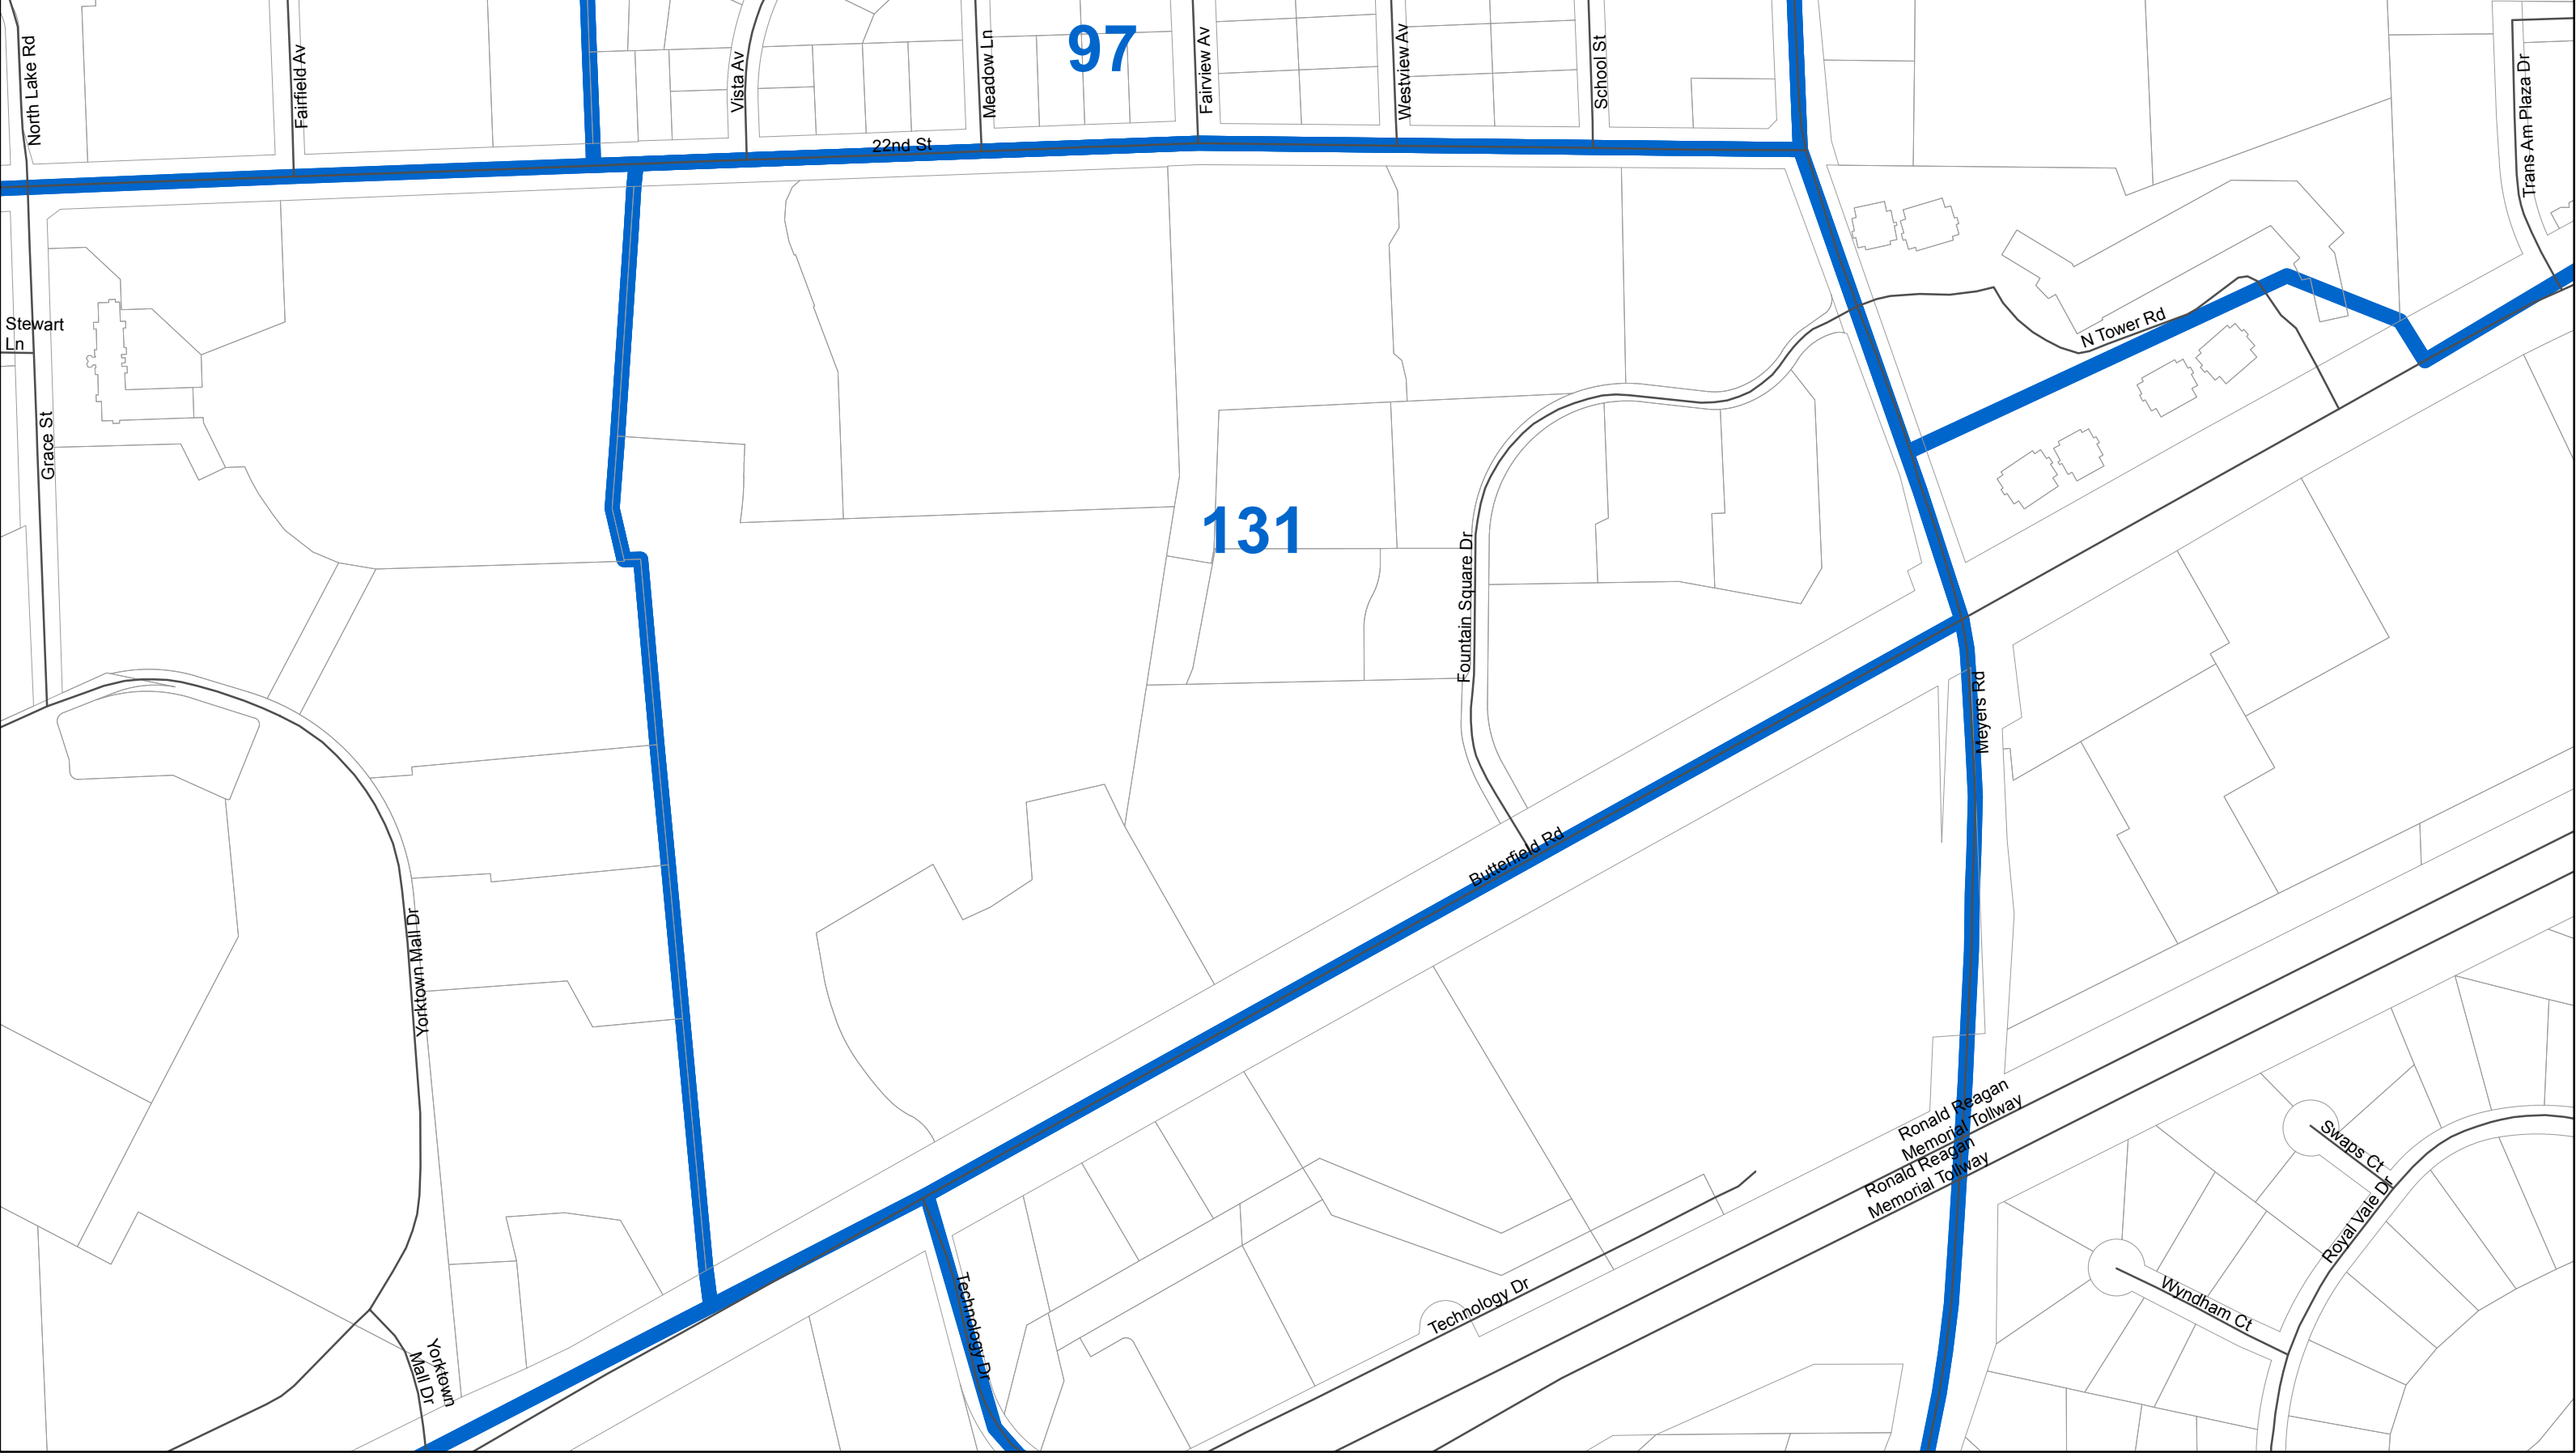 97
North Lake Rd
Fairfield Av
Vista Av
Meadow Ln
Fairview Av
Westview Av
School St
Trans Am Plaza Dr
22nd St
Stewart
Ln
N Tower Rd
Grace St
131
Fountain Square Dr
Meyers Rd
Butterfield Rd
Yorktown Mall Dr
Ronald Reagan
Memorial Tollway
Ronald Reagan
Memorial Tollway
Swaps Ct
Royal Vale Dr
Wyndham Ct
Technology Dr
Technology Dr
Yorktown
Mall Dr